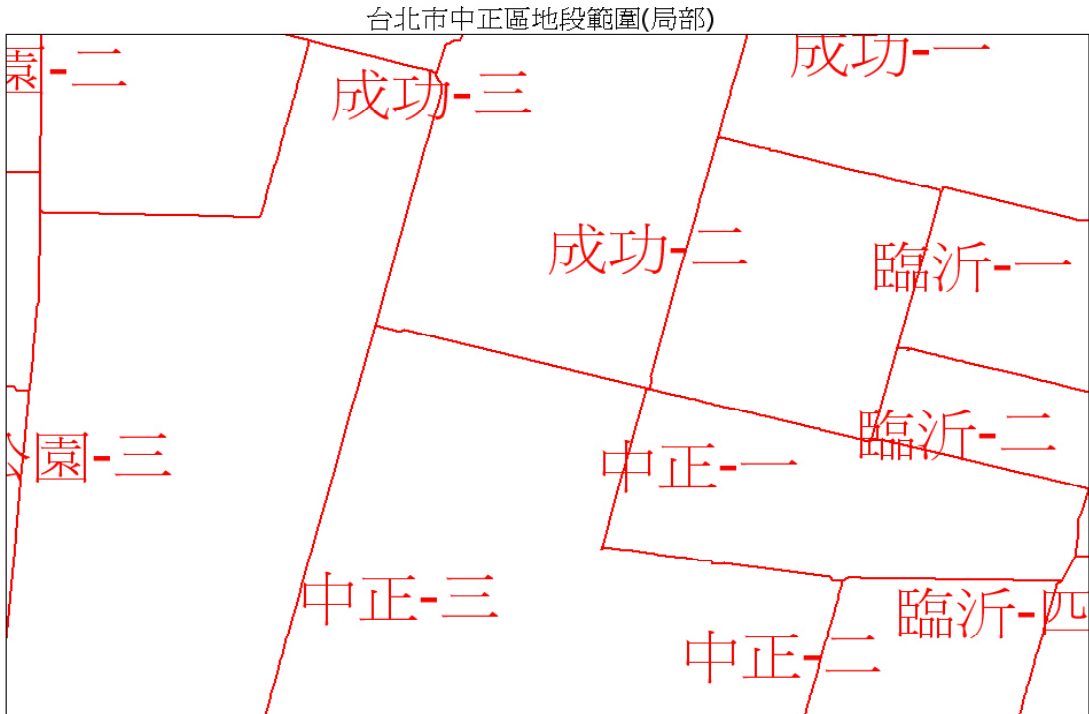 台北市中正區地段範圍(局部)
園-二
成功-三
成功-一
成功-二
臨沂-一
園-三
中正-一
臨沂-二
中正-三
中正-二
臨沂-四